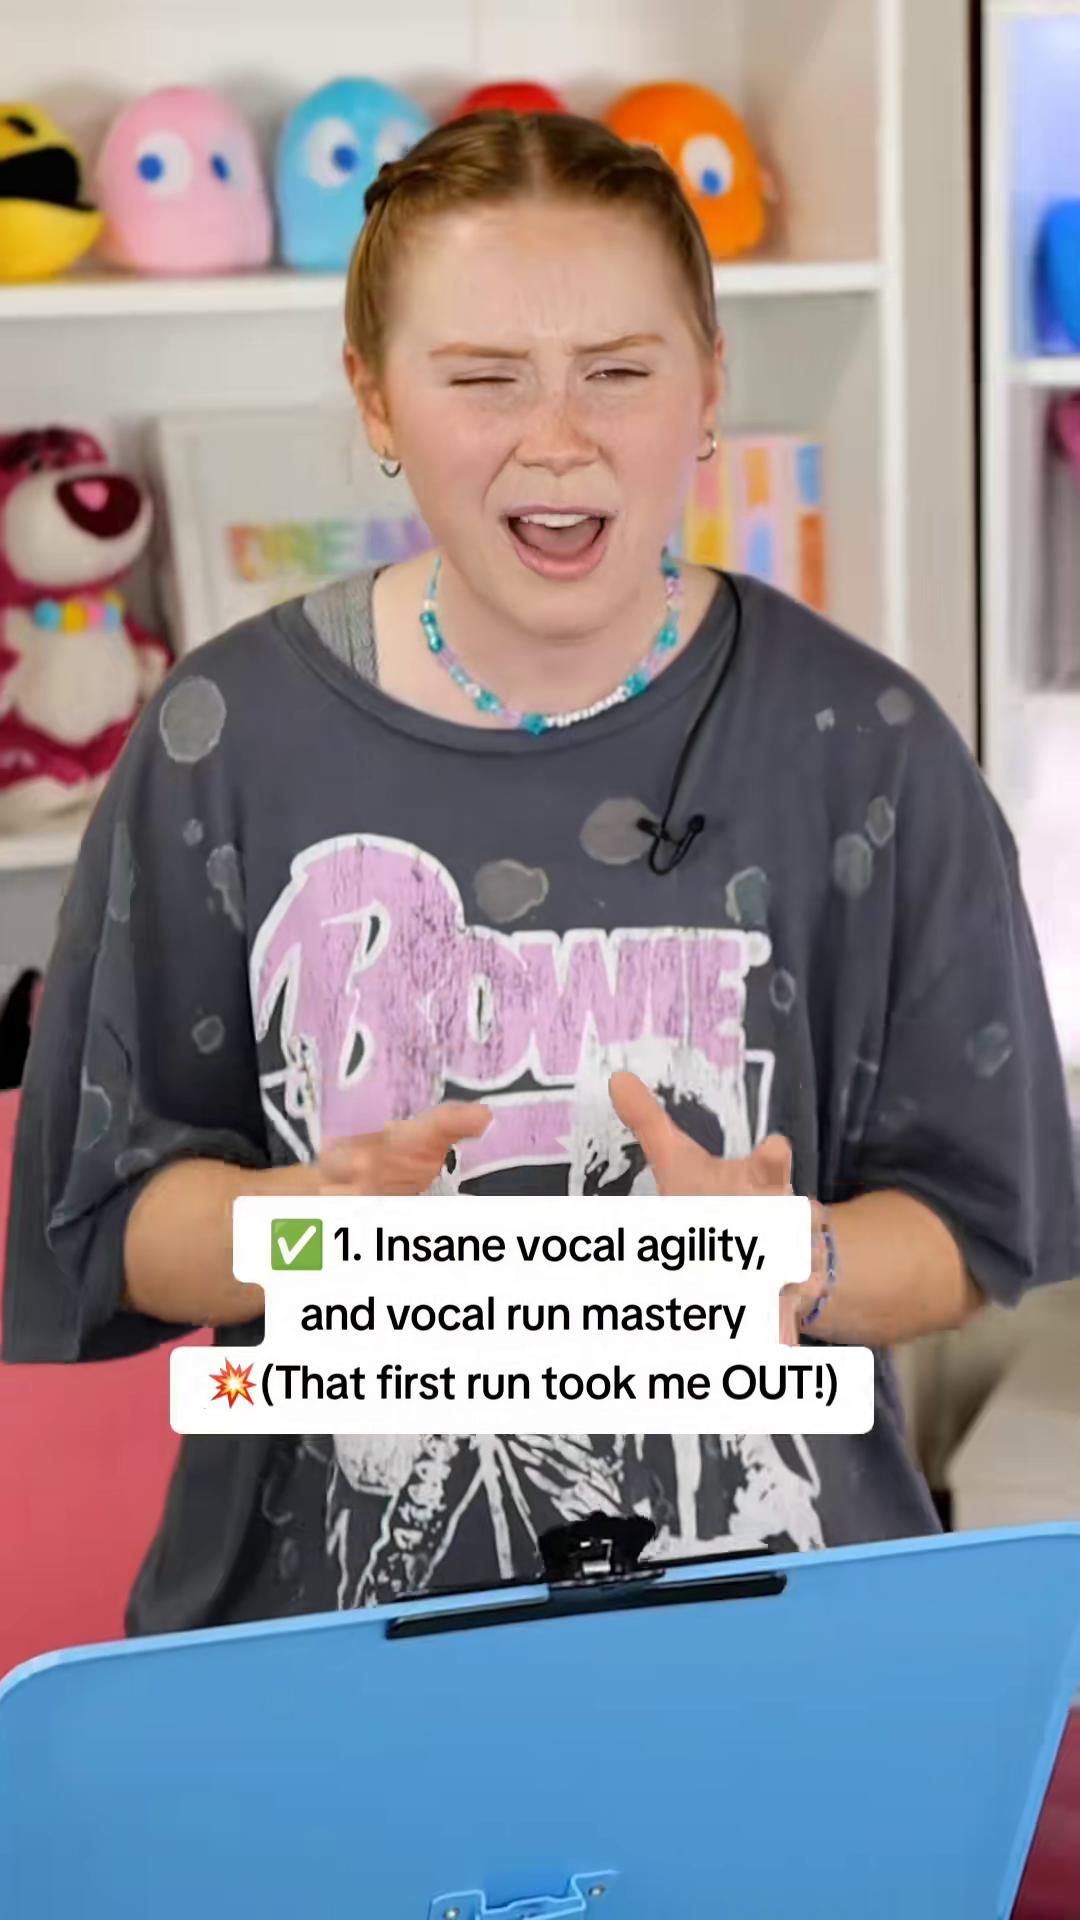 DREAM
BOWIE
✅ 1. Insane vocal agility,
and vocal run mastery
💥(That first run took me OUT!)